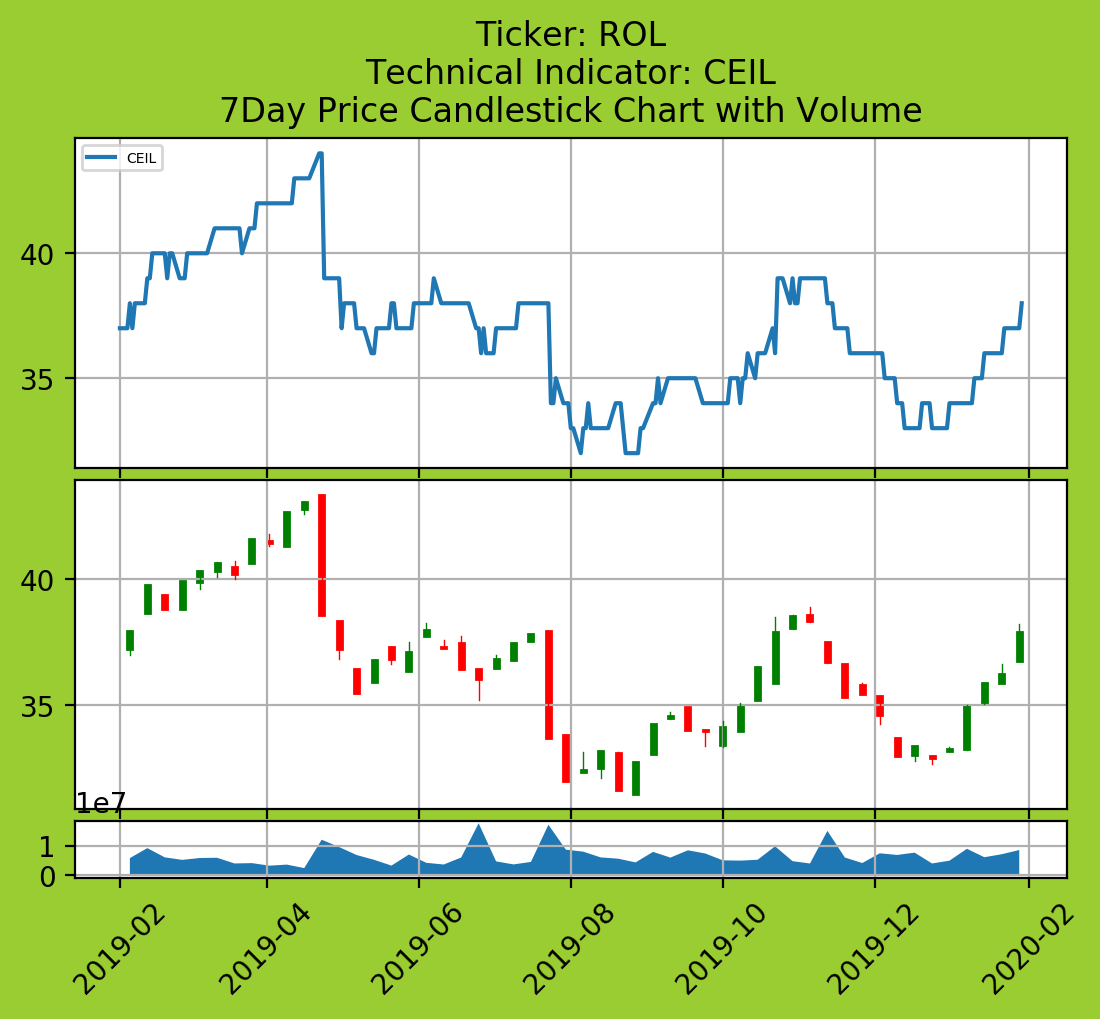 Ticker: ROL
Technical Indicator: CEIL
7Day Price Candlestick Chart with Volume
CEIL
40
35
40
35
1e7
1
0
2019-02
2019-04
2019-06
2019-08
2019-10
2019-12
2020-02